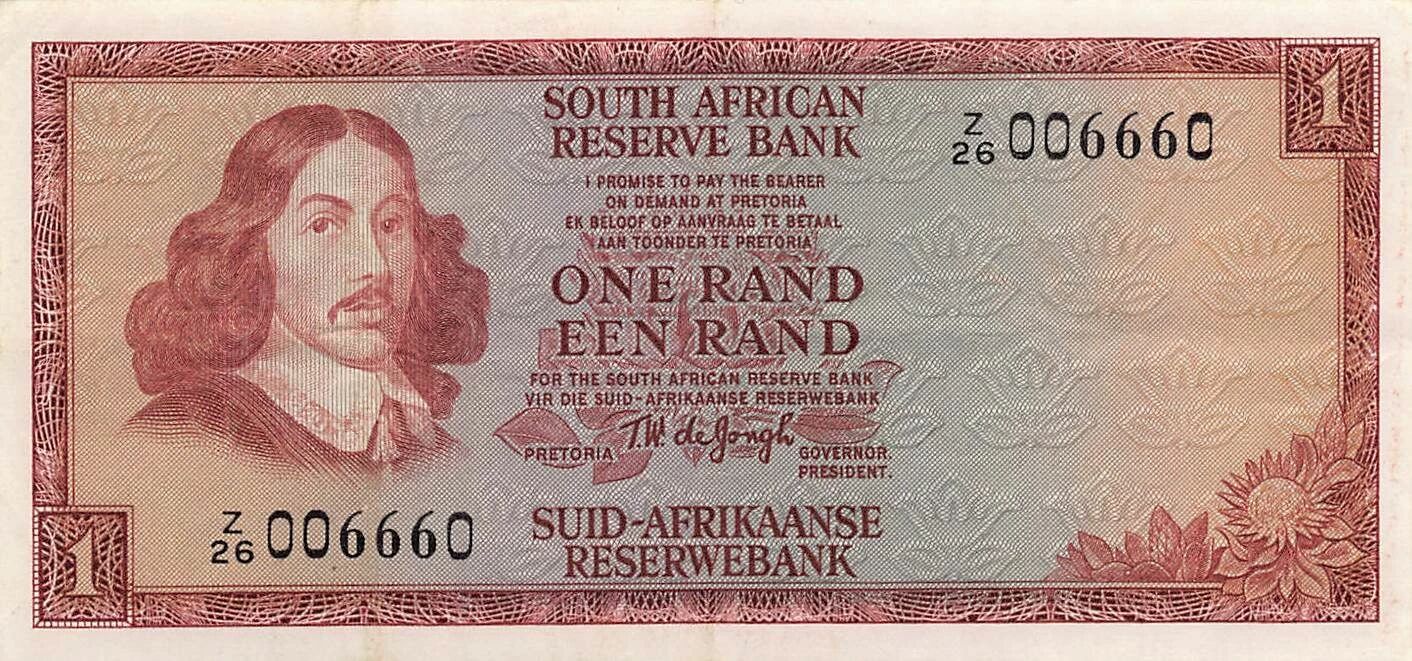 SOUTH AFRICAN
RESERVE BANK
Z/26 006660
1
I PROMISE TO PAY THE BEARER
ON DEMAND AT PRETORIA
EK BELOOF OP AANVRAAG TE BETAAL
AAN TOONDER TE PRETORIA
ONE RAND
EEN RAND
FOR THE SOUTH AFRICAN RESERVE BANK
VIR DIE SUID-AFRIKAANSE RESERWEBANK
T.W. de Jongh
PRETORIA
GOVERNOR.
PRESIDENT.
1
Z/26 006660
SUID-AFRIKAANSE
RESERWEBANK